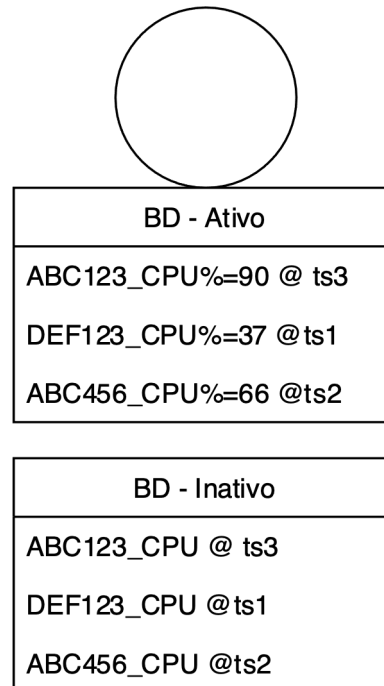 BD - Ativo
ABC123_CPU%=90 @ ts3
DEF123_CPU%=37 @ts1
ABC456_CPU%=66 @ts2
BD - Inativo
ABC123_CPU @ ts3
DEF123_CPU @ts1
ABC456_CPU @ts2